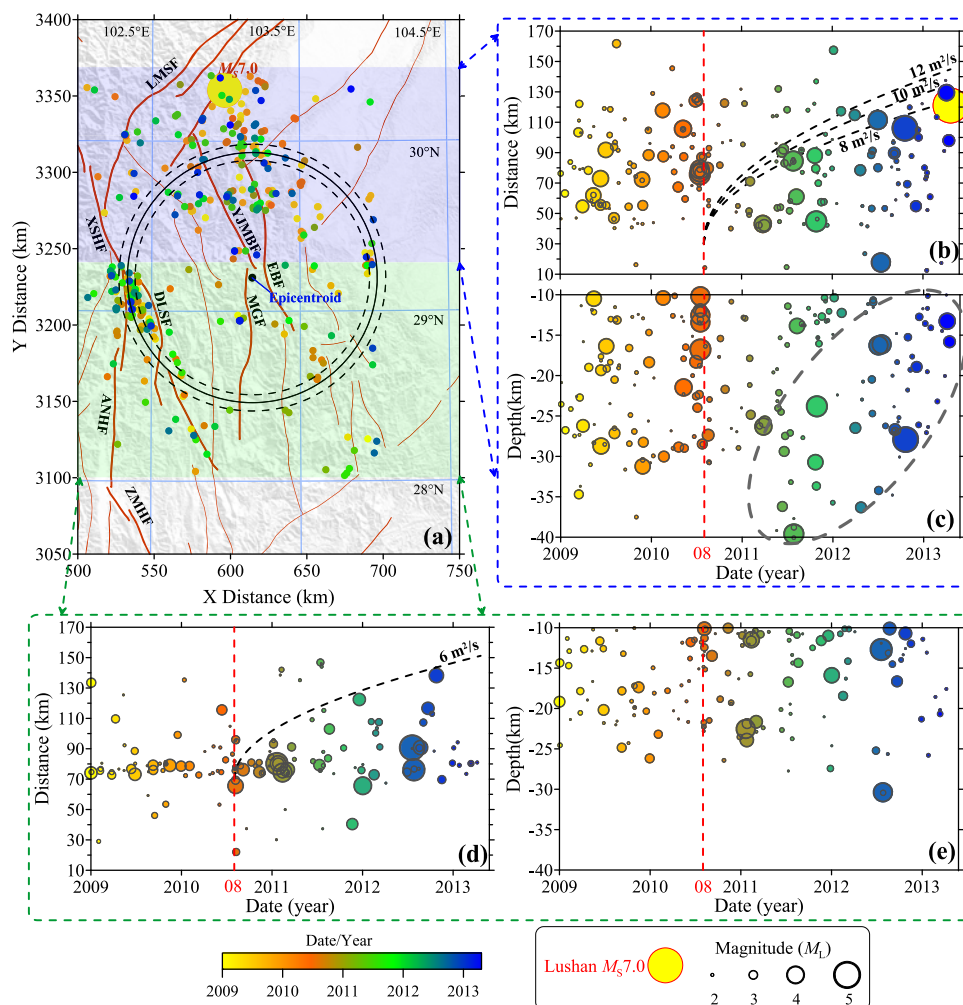 102.5°E 103.5°E 104.5°E
3400
3350
3300
3250
3200
3150
3100
3050
Y Distance (km)
500 550 600 650 700 750
X Distance (km)
LMSF
MS7.0
30°N
XSHF
YJMBF
EBF
Epicentroid
DLSF
MGF
29°N
ANHF
28°N
ZMHF
(a)
170
150
130
110
90
70
50
30
10
Distance (km)
12 m²/s
10 m²/s
8 m²/s
(b)
-10
-15
-20
-25
-30
-35
-40
Depth(km)
(c)
2009 2010 08 2011 2012 2013
Date (year)
170
150
130
110
90
70
50
30
10
Distance (km)
6 m²/s
(d)
2009 2010 08 2011 2012 2013
Date (year)
-10
-15
-20
-25
-30
-35
-40
Depth(km)
(e)
2009 2010 08 2011 2012 2013
Date (year)
Date/Year
2009 2010 2011 2012 2013
Lushan MS7.0
Magnitude (ML)
2 3 4 5